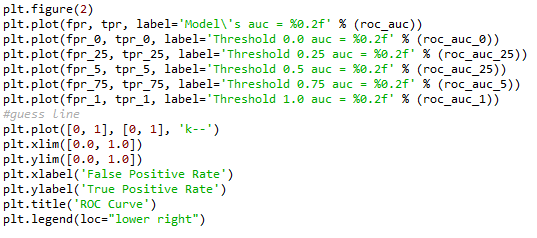 plt.figure(2)
plt.plot(fpr, tpr, label='Model\'s auc = %0.2f' % (roc_auc))
plt.plot(fpr_0, tpr_0, label='Threshold 0.0 auc = %0.2f' % (roc_auc_0))
plt.plot(fpr_25, tpr_25, label='Threshold 0.25 auc = %0.2f' % (roc_auc_25))
plt.plot(fpr_5, tpr_5, label='Threshold 0.5 auc = %0.2f' % (roc_auc_25))
plt.plot(fpr_75, tpr_75, label='Threshold 0.75 auc = %0.2f' % (roc_auc_5))
plt.plot(fpr_1, tpr_1, label='Threshold 1.0 auc = %0.2f' % (roc_auc_1))
#guess line
plt.plot([0, 1], [0, 1], 'k--')
plt.xlim([0.0, 1.0])
plt.ylim([0.0, 1.0])
plt.xlabel('False Positive Rate')
plt.ylabel('True Positive Rate')
plt.title('ROC Curve')
plt.legend(loc="lower right")